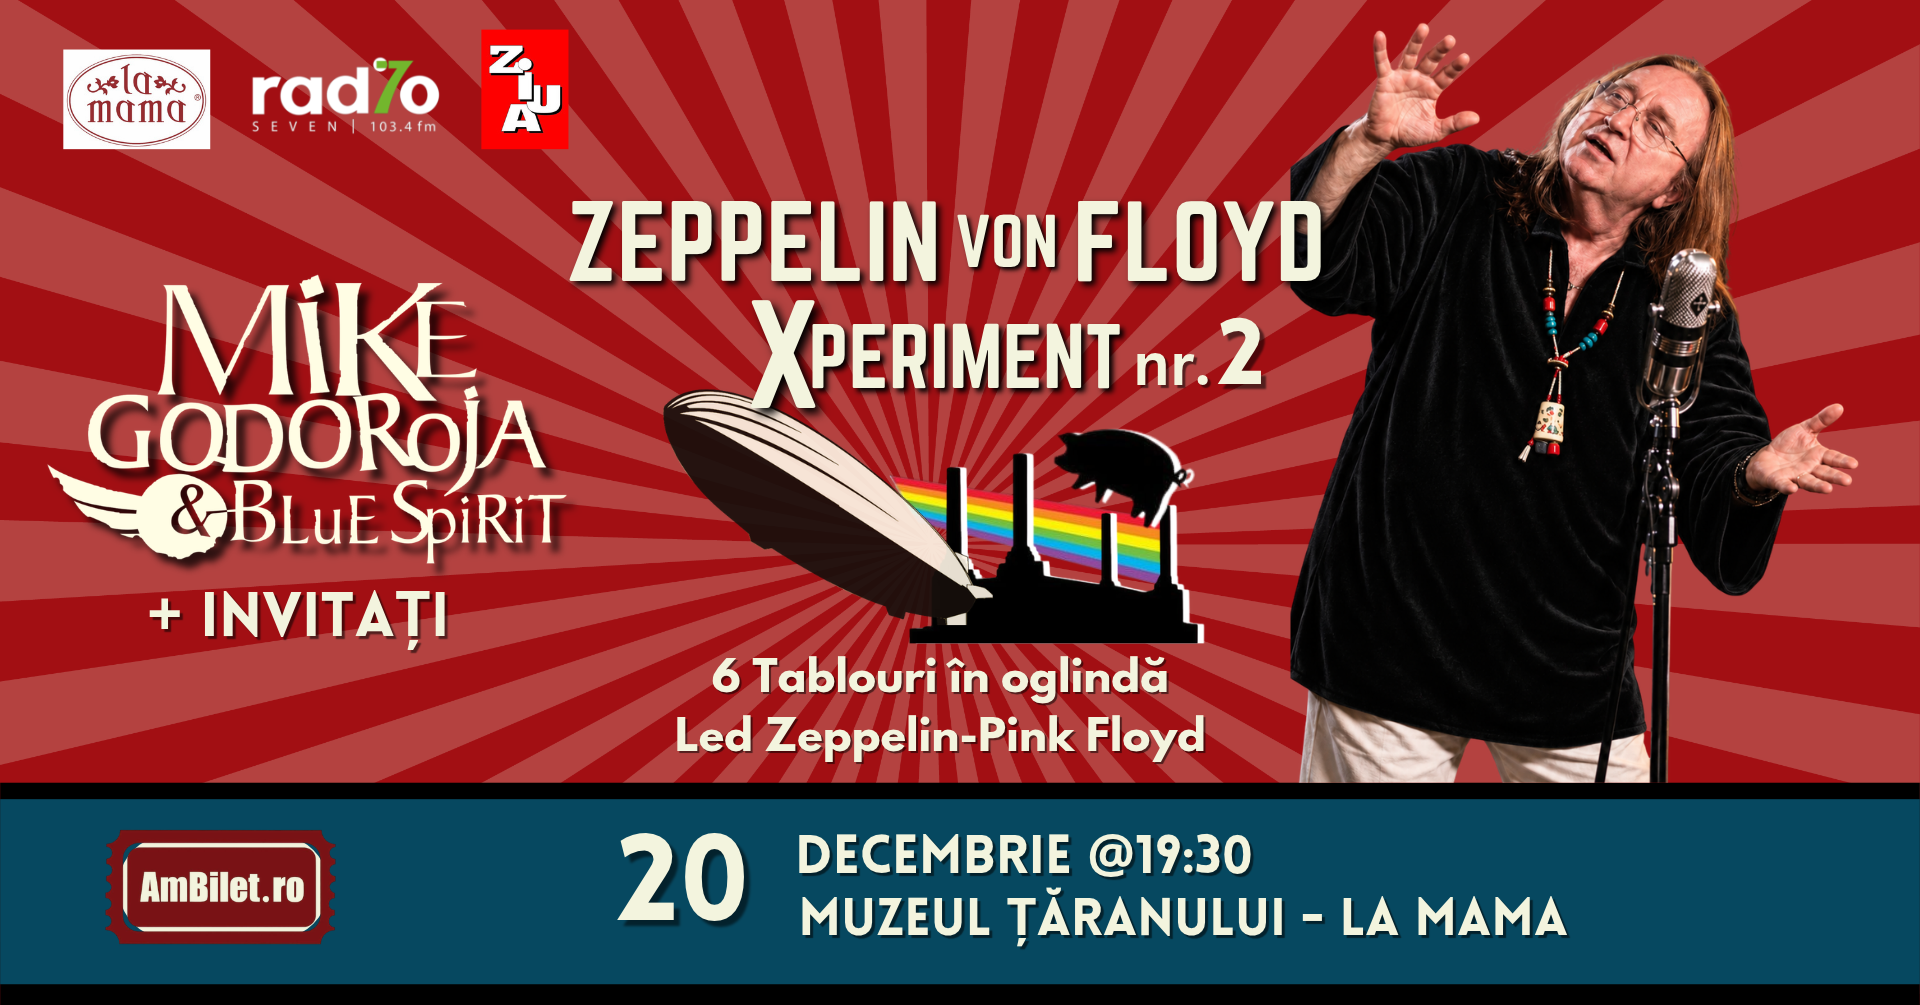 la
mama®
rad7o
SEVEN | 103.4 fm
ZIUA
ZEPPELIN VON FLOYD
XPERIMENT nr. 2
MiKE
GODOROjA
& BLuE SpiRiT
+ INVITAȚI
6 Tablouri în oglindă
Led Zeppelin-Pink Floyd
AmBilet.ro
20
DECEMBRIE @19:30
MUZEUL ȚĂRANULUI - LA MAMA